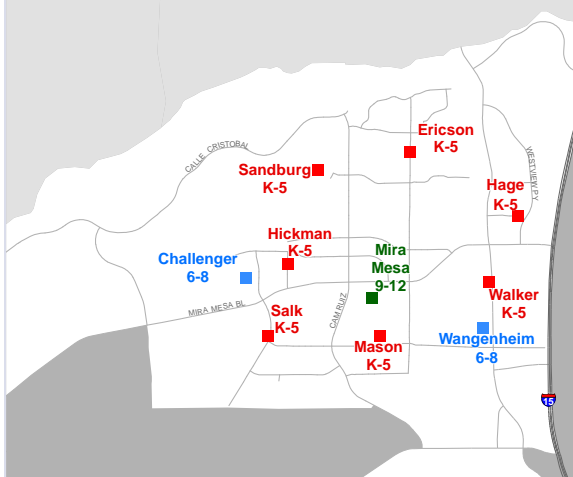 Ericson
K-5
CALLE CRISTOBAL
Sandburg
K-5
WESTVIEW PY
Hage
K-5
Hickman
K-5
Mira
Mesa
9-12
Challenger
6-8
Walker
K-5
MIRA MESA BL
Salk
K-5
CAM RUIZ
Mason
K-5
Wangenheim
6-8
15